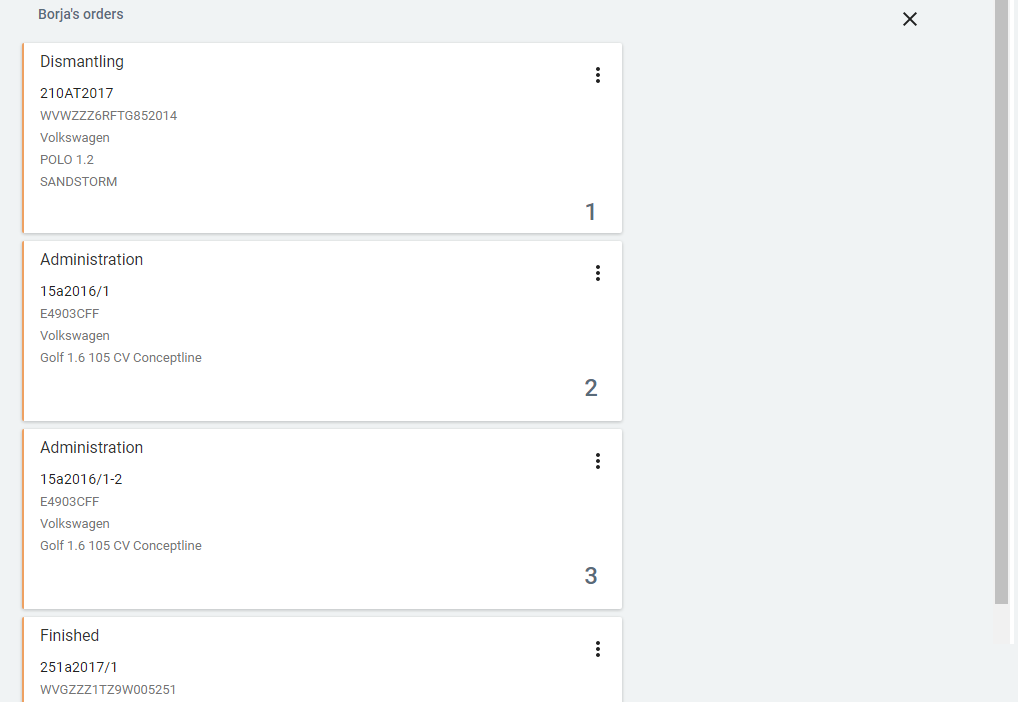 Borja's orders
Dismantling
210AT2017
WVWZZZ6RFTG852014
Volkswagen
POLO 1.2
SANDSTORM
1
Administration
15a2016/1
E4903CFF
Volkswagen
Golf 1.6 105 CV Conceptline
2
Administration
15a2016/1-2
E4903CFF
Volkswagen
Golf 1.6 105 CV Conceptline
3
Finished
251a2017/1
WVGZZZ1TZ9W005251